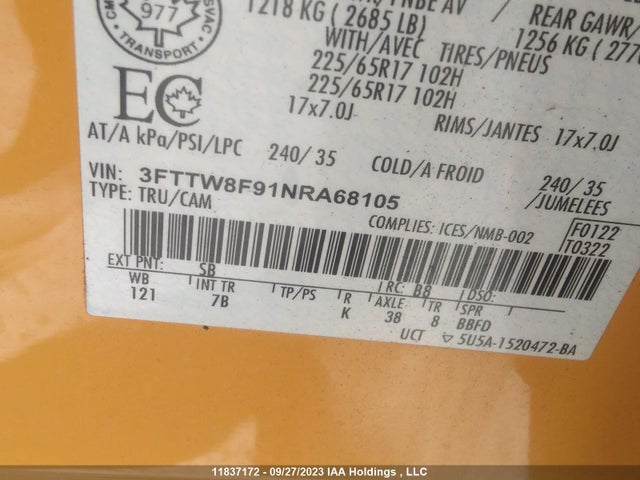 1218 KG ( 2685 LB)
REAR GAWR/
1256 KG ( 277
WITH/AVEC TIRES/PNEUS
225/65R17 102H
225/65R17 102H
17x7.0J
RIMS/JANTES 17x7.0J
977
TRANSPORT
EC
AT/A kPa/PSI/LPC 240/ 35 COLD/A FROID 240/ 35
/JUMELEES
VIN: 3FTTW8F91NRA68105
TYPE: TRU/CAM
COMPLIES: ICES/NMB-002
F0122
T0322
EXT PNT: SB RC: B8 DSO:
WB INT TR TP/PS R AXLE TR SPR
121 7B K 38 8 BBFD
UCT 5U5A-1520472-BA
11837172 - 09/27/2023 IAA Holdings , LLC